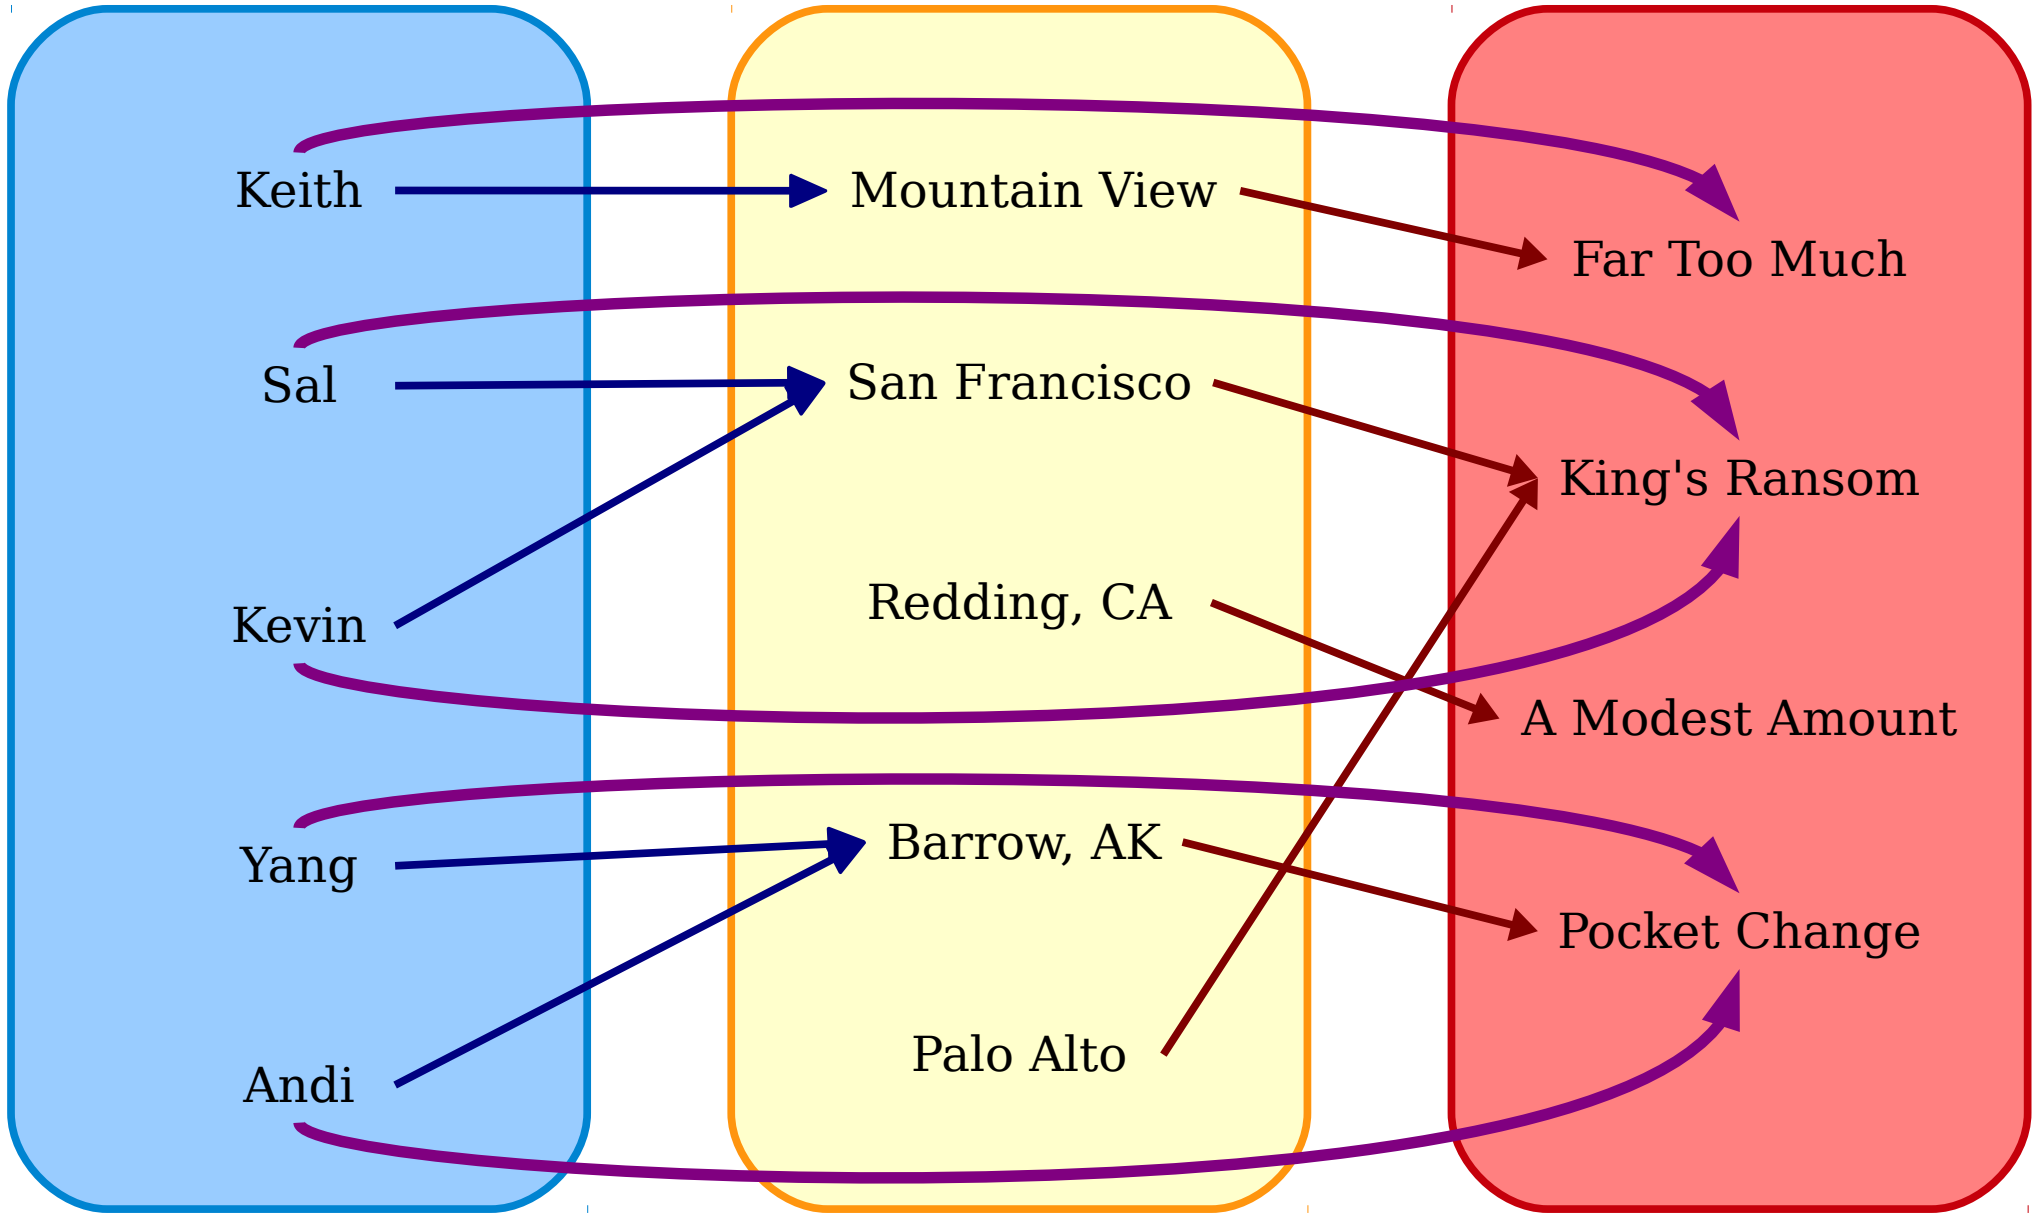 Keith
Sal
Kevin
Yang
Andi
Mountain View
San Francisco
Redding, CA
Barrow, AK
Palo Alto
Far Too Much
King's Ransom
A Modest Amount
Pocket Change